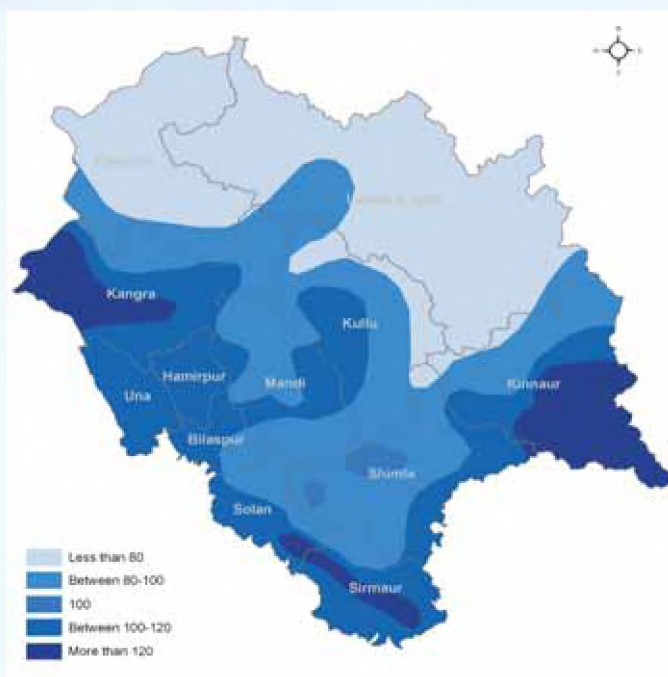 N
Kangra
Kullu
Hamirpur
Mandi
Kinnaur
Una
Bilaspur
Shimla
Solan
Sirmaur
Less than 80
Between 80-100
100
Between 100-120
More than 120